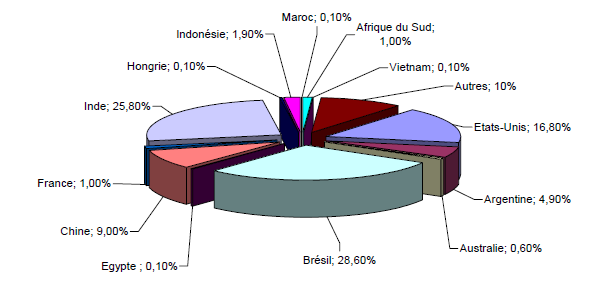 Maroc; 0,10%
Afrique du Sud;
1,00%
Indonésie; 1,90%
Vietnam; 0,10%
Hongrie; 0,10%
Autres; 10%
Inde; 25,80%
Etats-Unis; 16,80%
France; 1,00%
Argentine; 4,90%
Chine; 9,00%
Australie; 0,60%
Egypte ; 0,10%
Brésil; 28,60%